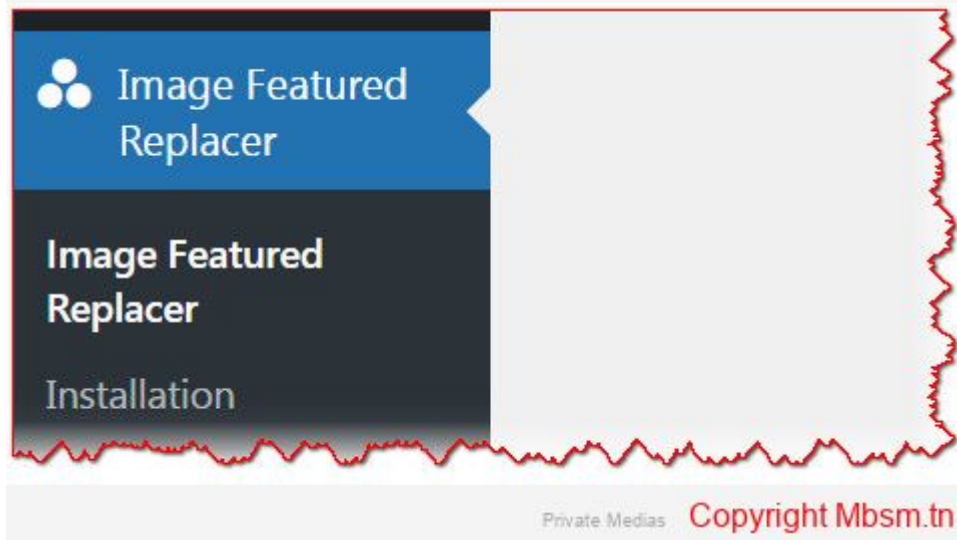 Image Featured
Replacer
Image Featured
Replacer
Installation
Private Medias Copyright Mbsm.tn